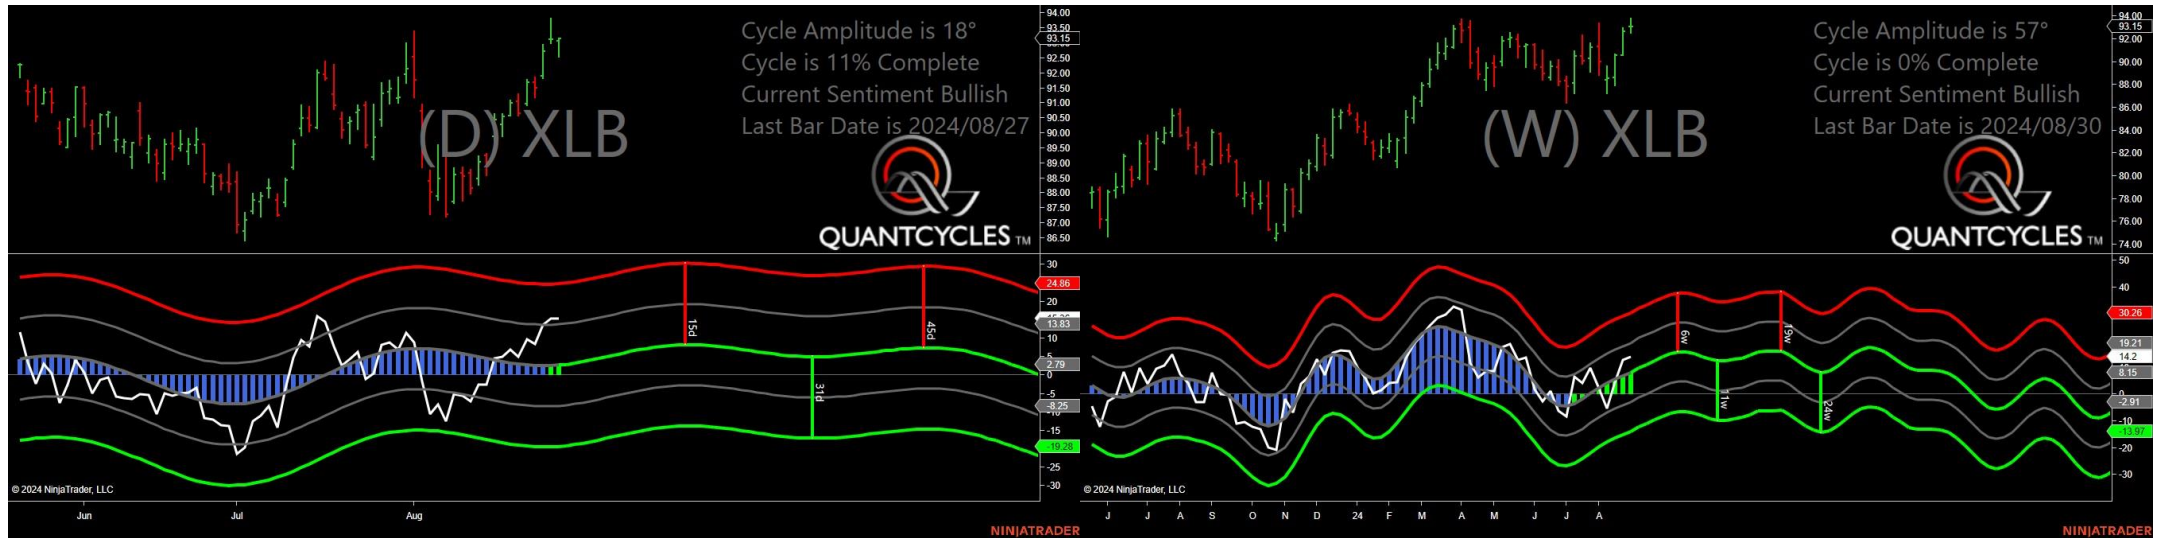 Cycle Amplitude is 18°
Cycle is 11% Complete
Current Sentiment Bullish
Last Bar Date is 2024/08/27
(D) XLB
QUANTCYCLES TM
94.00
93.50
93.15
92.50
92.00
91.50
91.00
90.50
90.00
89.50
89.00
88.50
88.00
87.50
87.00
86.50
30
24.86
20
13.83
10
5
2.79
0
-5
-8.25
-15
-19.28
-25
-30
15d
31d
45d
© 2024 NinjaTrader, LLC
Jun Jul Aug
NINJATRADER
Cycle Amplitude is 57°
Cycle is 0% Complete
Current Sentiment Bullish
Last Bar Date is 2024/08/30
(W) XLB
QUANTCYCLES TM
94.00
93.15
92.00
90.00
88.00
86.00
84.00
82.00
80.00
78.00
76.00
74.00
50
40
30.26
19.21
14.2
8.15
0
-2.91
-10
-13.97
-20
-30
6w
11w
19w
24w
© 2024 NinjaTrader, LLC
J J A S O N D 24 F M A M J J A
NINJATRADER